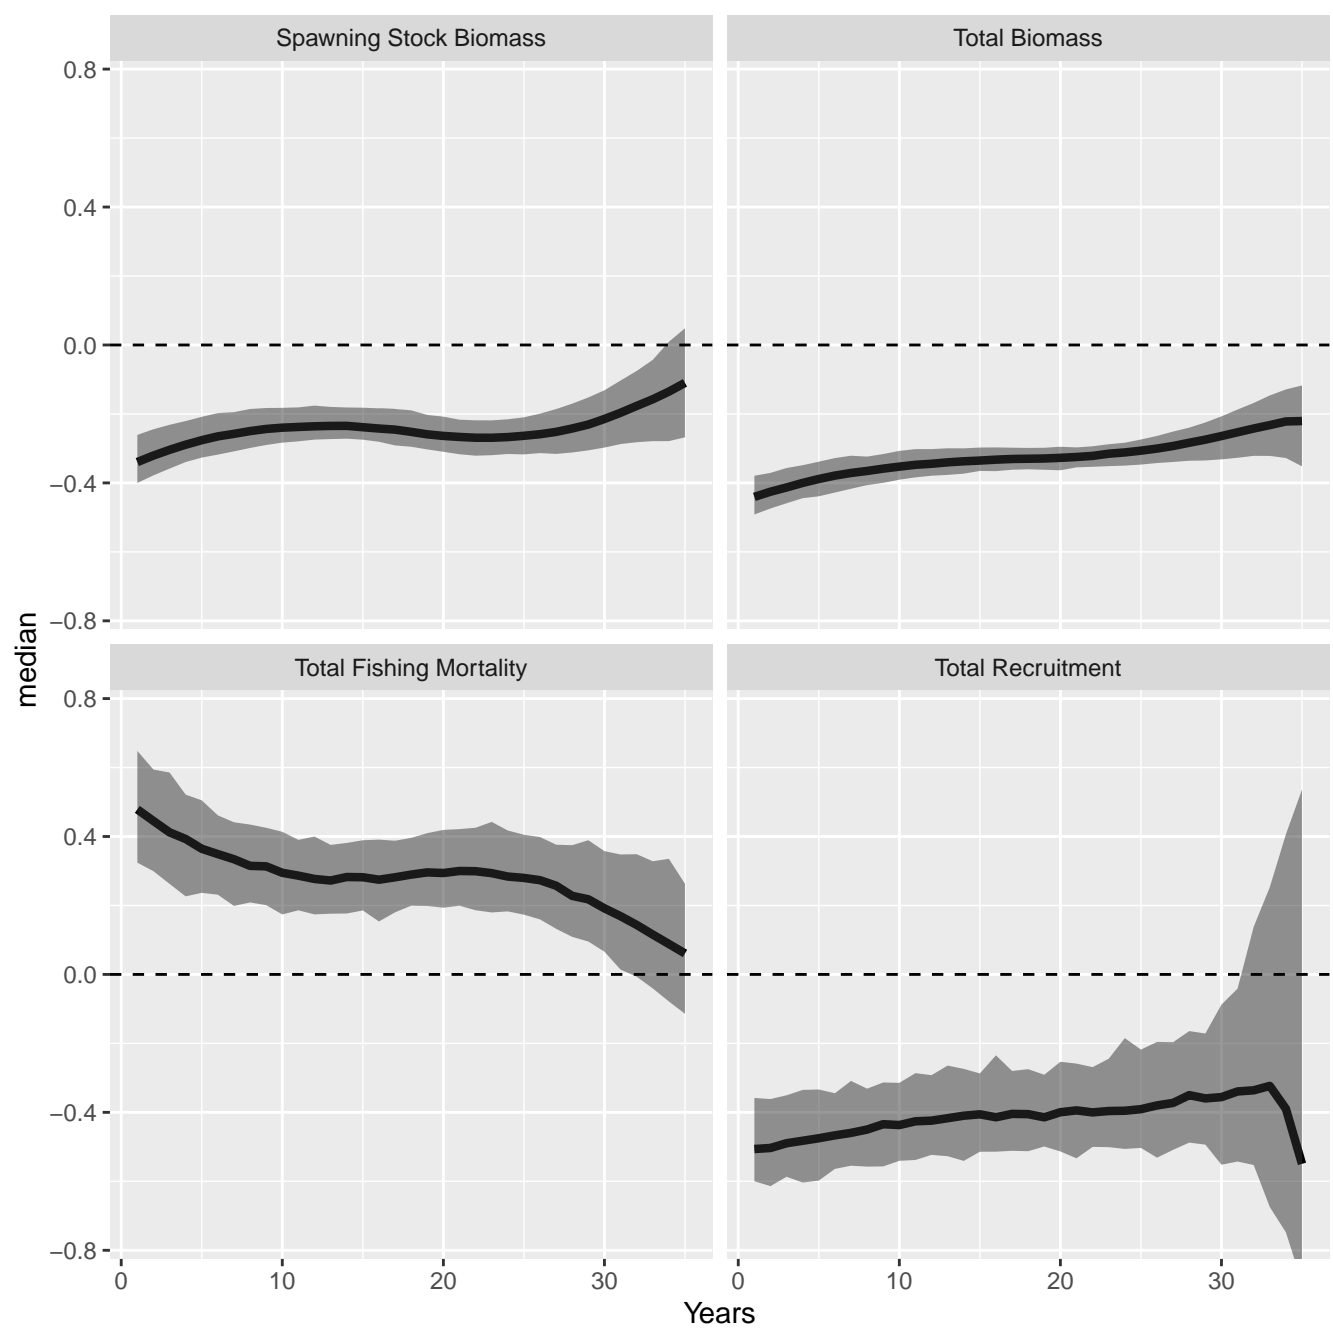 Spawning Stock Biomass
Total Biomass
0.8
0.4
0.0
−0.4
−0.8
median
Total Fishing Mortality
Total Recruitment
0.8
0.4
0.0
−0.4
−0.8
0 10 20 30
0 10 20 30
Years